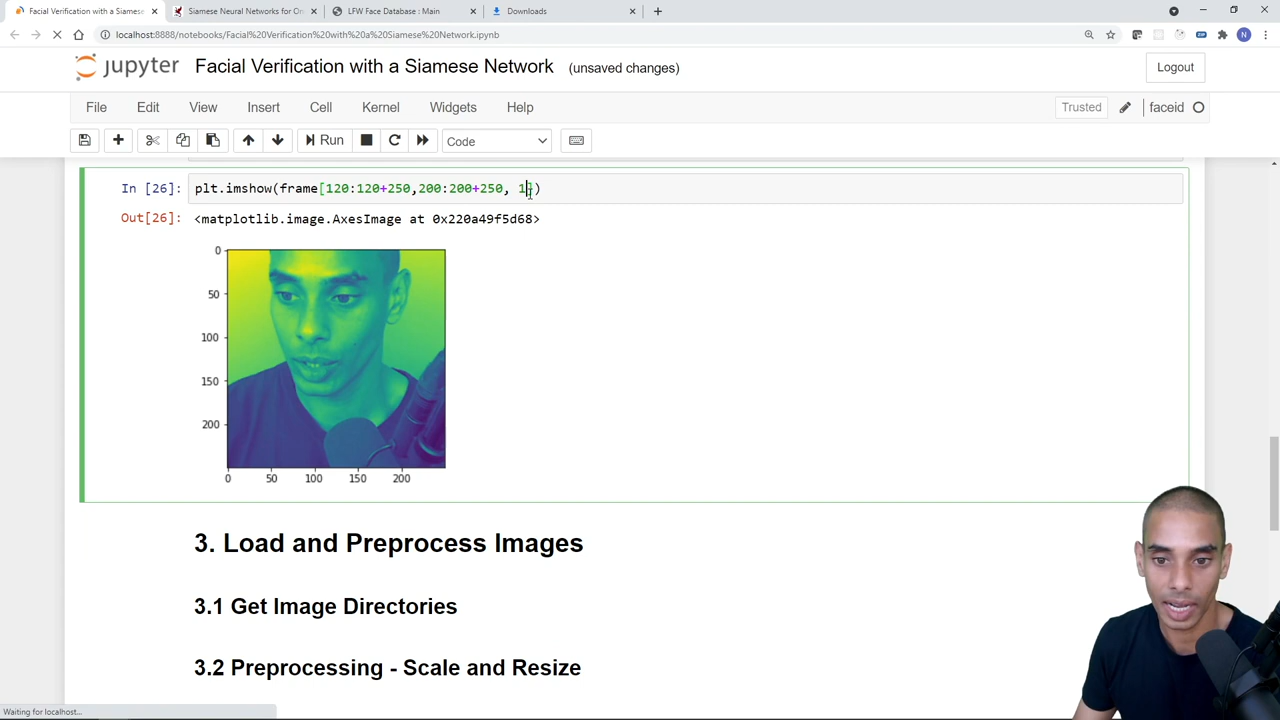 Facial Verification with a Siamese
Siamese Neural Networks for On
LFW Face Database : Main
Downloads
localhost:8888/notebooks/Facial%20Verification%20with%20a%20Siamese%20Network.ipynb
jupyter Facial Verification with a Siamese Network (unsaved changes)
Logout
File Edit View Insert Cell Kernel Widgets Help
Trusted
faceid
Run
Code
In [26]: plt.imshow(frame[120:120+250,200:200+250, 1])
Out[26]: <matplotlib.image.AxesImage at 0x220a49f5d68>
0
50
100
150
200
0 50 100 150 200
3. Load and Preprocess Images
3.1 Get Image Directories
3.2 Preprocessing - Scale and Resize
Waiting for localhost...